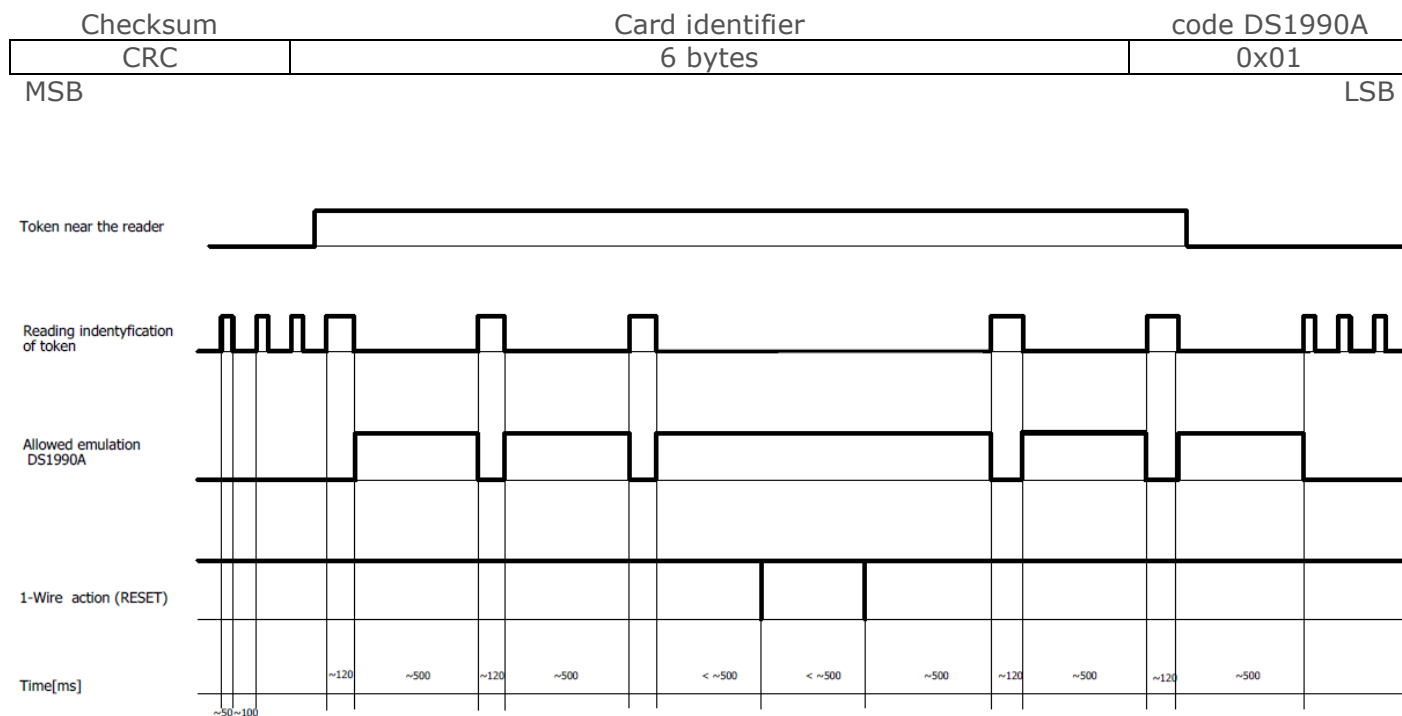 Checksum Card identifier code DS1990A
CRC 6 bytes 0x01
MSB LSB
Token near the reader
Reading indentyfication
of token
Allowed emulation
DS1990A
1-Wire action (RESET)
Time[ms] ~120 ~500 ~120 ~500 < ~500 < ~500 ~500 ~120 ~500 ~120 ~500
~50 ~100